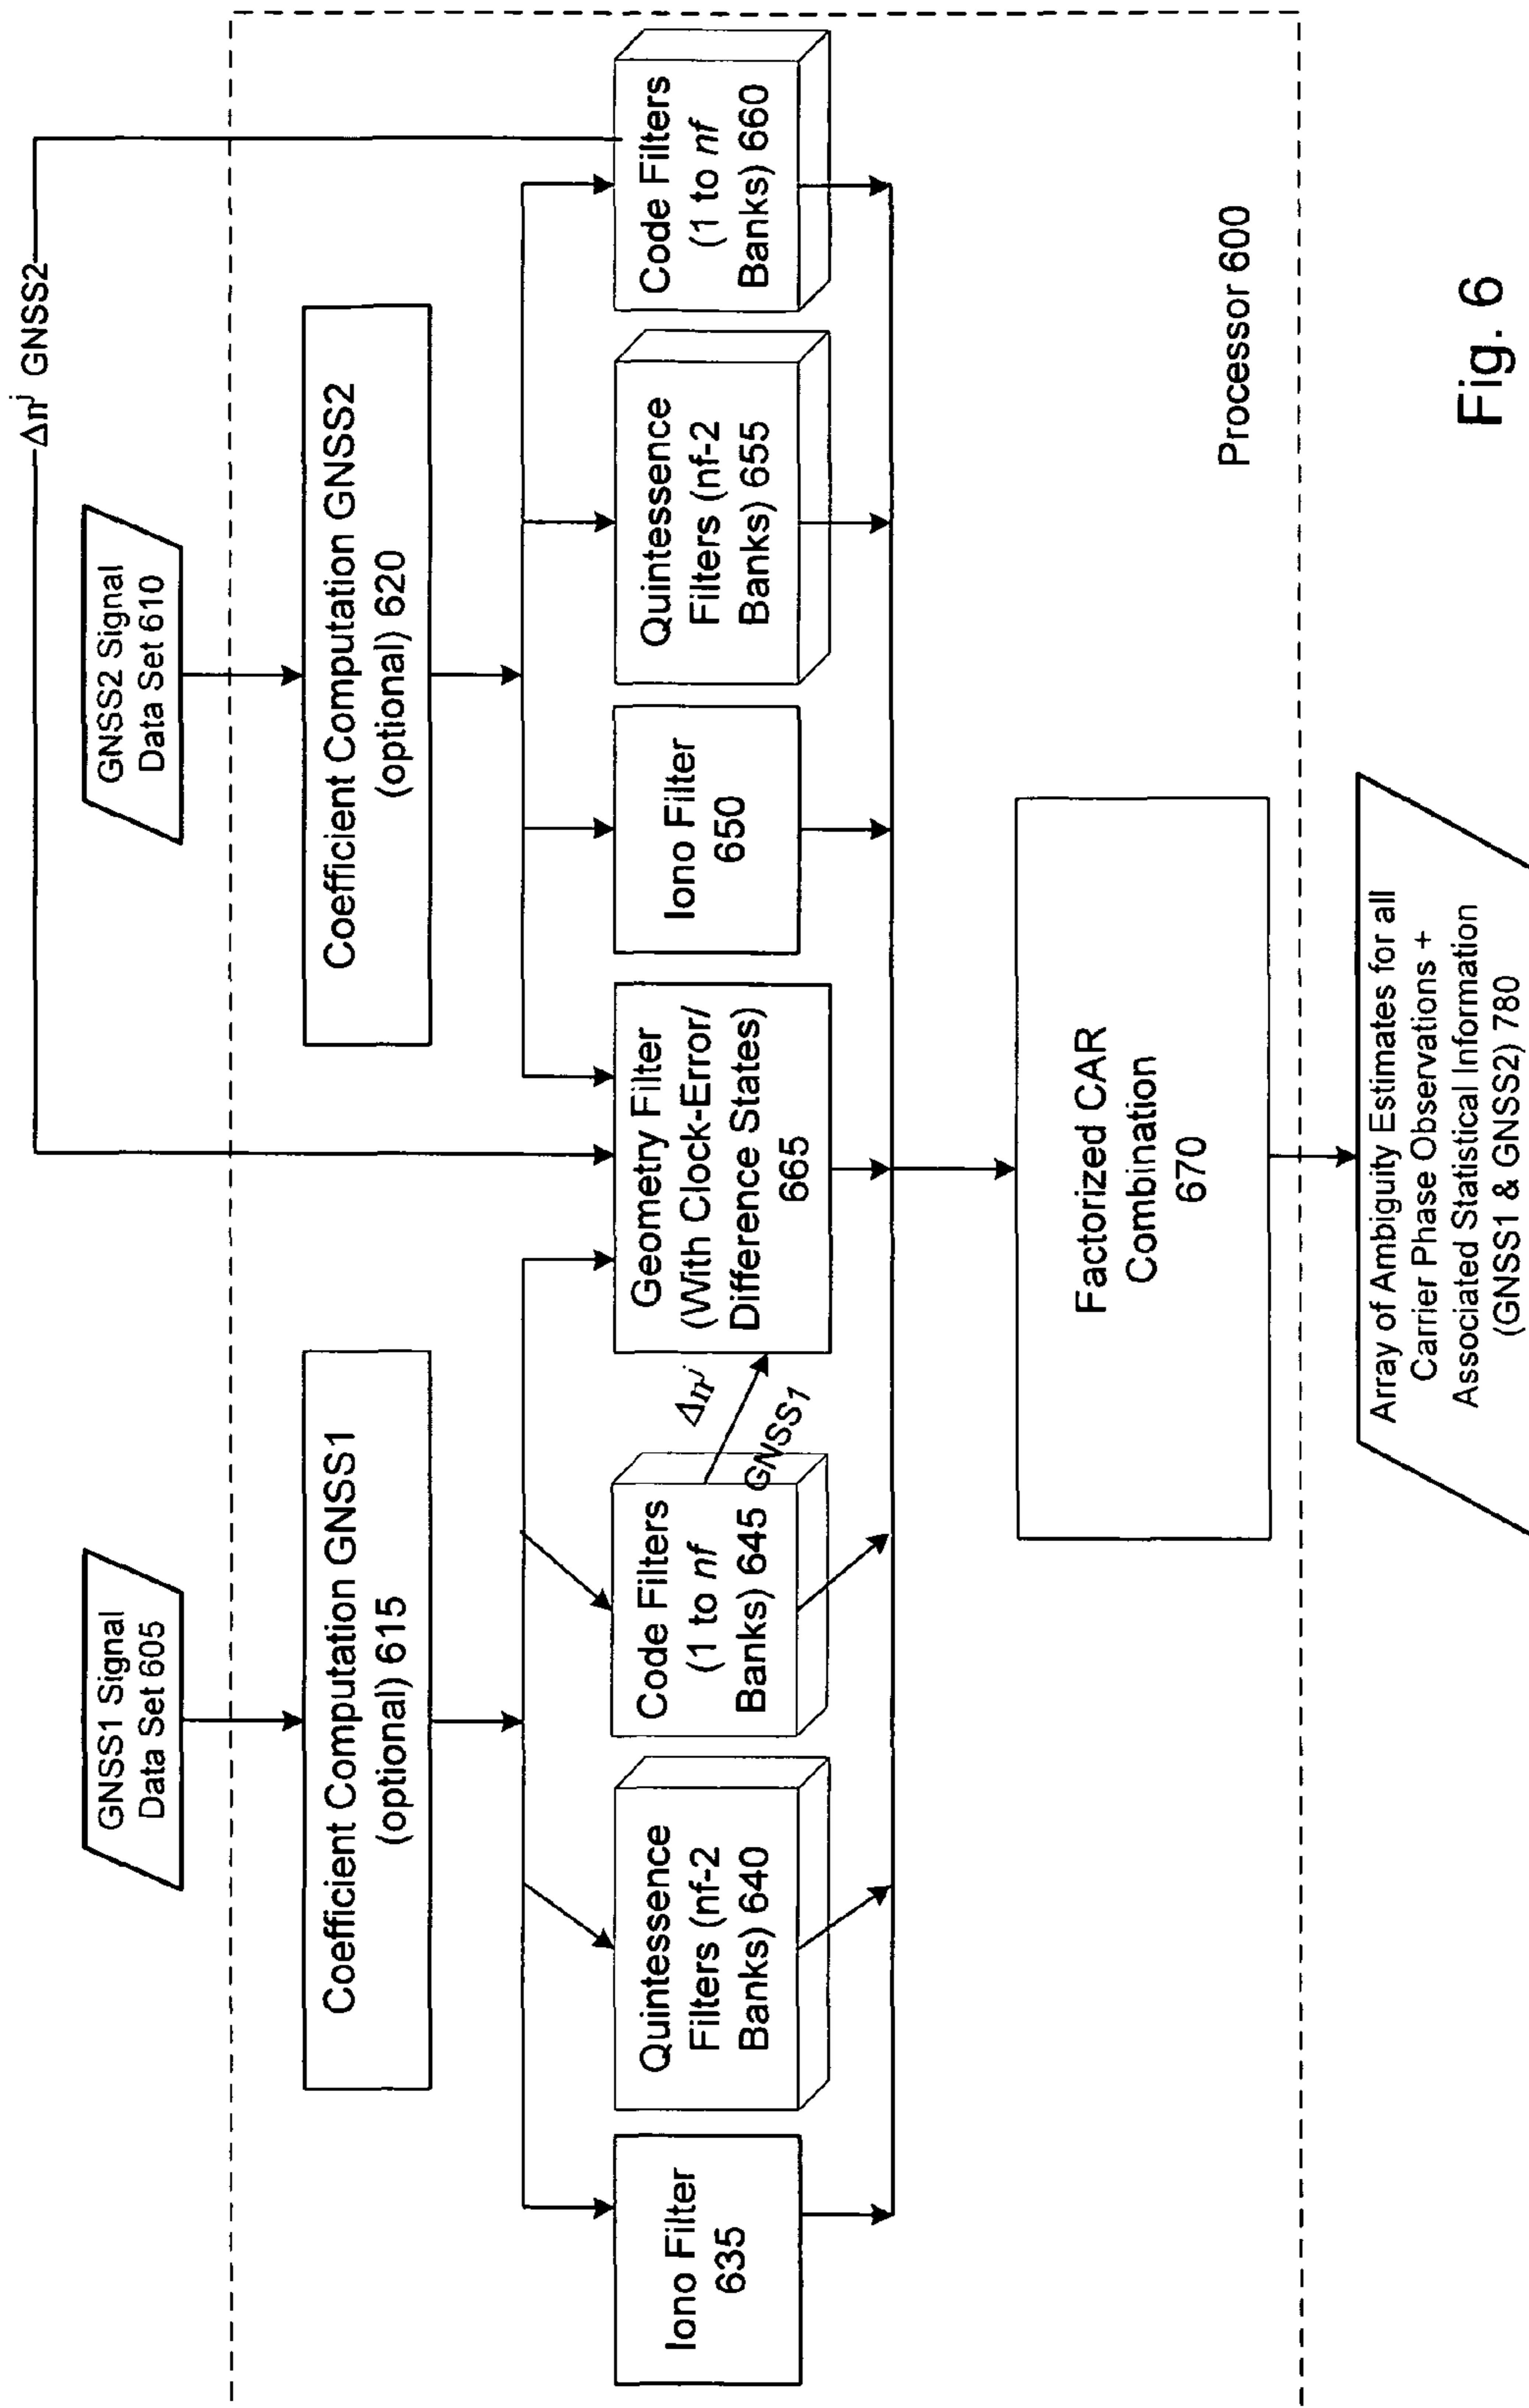 Δnʲ GNSS2
GNSS1 Signal
Data Set 605
GNSS2 Signal
Data Set 610
Coefficient Computation GNSS1
(optional) 615
Coefficient Computation GNSS2
(optional) 620
Iono Filter
635
Quintessence
Filters (nf-2
Banks) 640
Code Filters
(1 to nf
Banks) 645
Δnʲ
GNSS1
Geometry Filter
(With Clock-Error/
Difference States)
665
Iono Filter
650
Quintessence
Filters (nf-2
Banks) 655
Code Filters
(1 to nf
Banks) 660
Factorized CAR
Combination
670
Processor 600
Array of Ambiguity Estimates for all
Carrier Phase Observations +
Associated Statistical Information
(GNSS1 & GNSS2) 780
Fig. 6